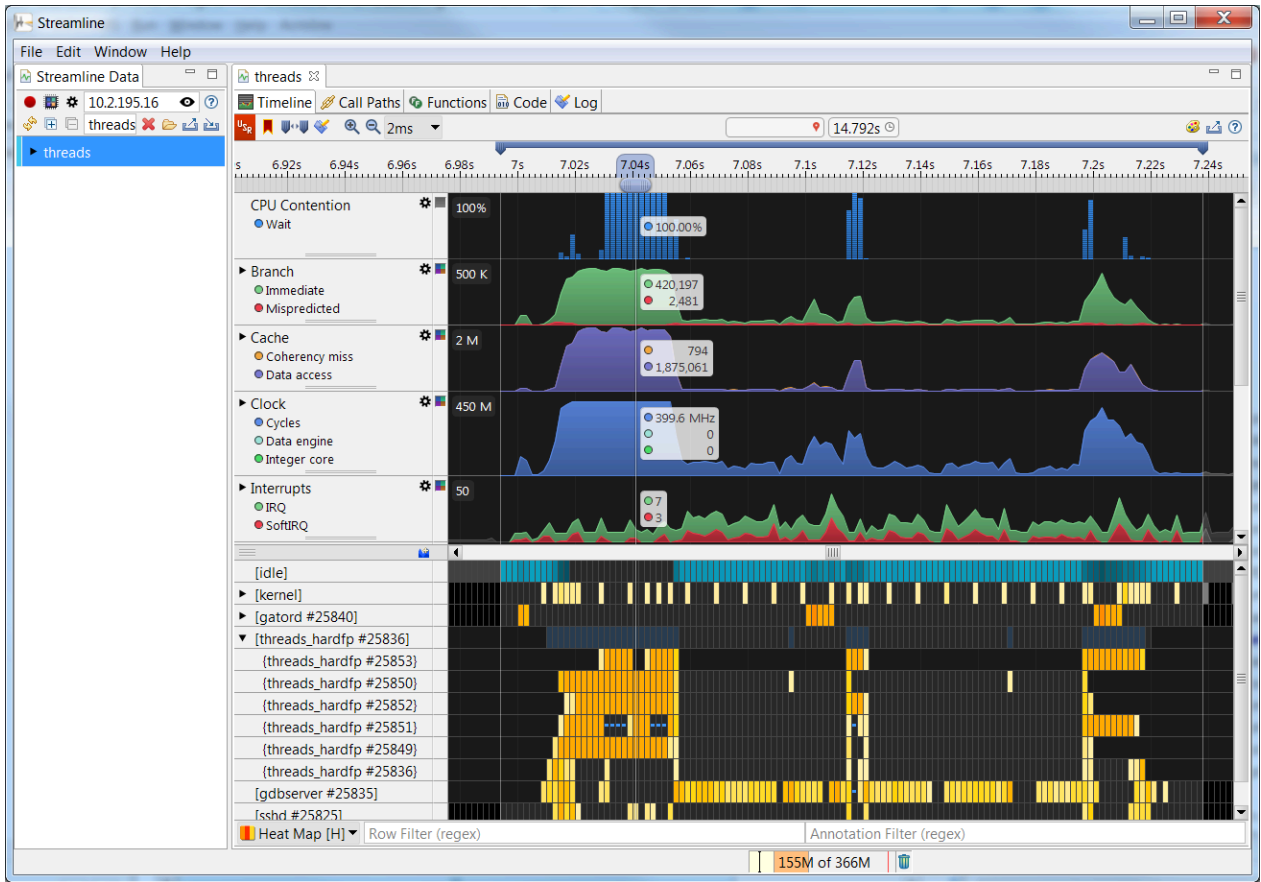 Streamline
File Edit Window Help
Streamline Data
threads
10.2.195.16
Timeline Call Paths Functions Code Log
threads
USR
2ms
14.792s
threads
s 6.92s 6.94s 6.96s 6.98s 7s 7.02s 7.04s 7.06s 7.08s 7.1s 7.12s 7.14s 7.16s 7.18s 7.2s 7.22s 7.24s
CPU Contention
Wait
100%
100.00%
Branch
Immediate
Mispredicted
500 K
420,197
2,481
Cache
Coherency miss
Data access
2 M
794
1,875,061
Clock
Cycles
Data engine
Integer core
450 M
399.6 MHz
0
0
Interrupts
IRQ
SoftIRQ
50
7
3
[idle]
[kernel]
[gatord #25840]
[threads_hardfp #25836]
{threads_hardfp #25853}
{threads_hardfp #25850}
{threads_hardfp #25852}
{threads_hardfp #25851}
{threads_hardfp #25849}
{threads_hardfp #25836}
[gdbserver #25835]
[sshd #25825]
Heat Map [H] Row Filter (regex) Annotation Filter (regex)
155M of 366M